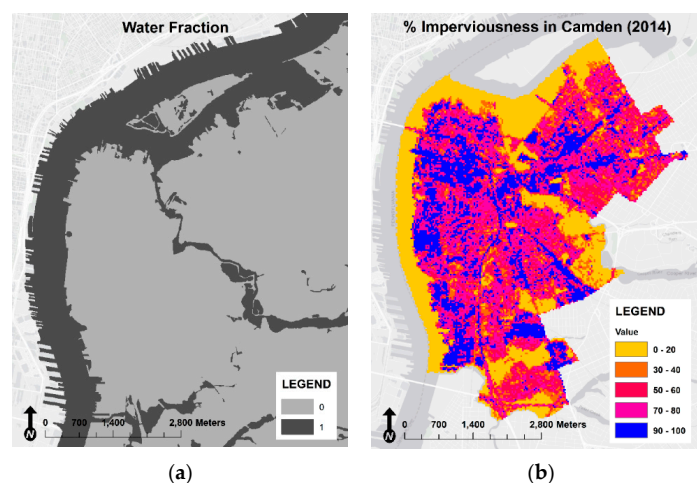 Water Fraction
LEGEND
0
1
N
0 700 1,400 2,800 Meters
(a)
% Imperviousness in Camden (2014)
LEGEND
Value
0 - 20
30 - 40
50 - 60
70 - 80
90 - 100
N
0 700 1,400 2,800 Meters
(b)